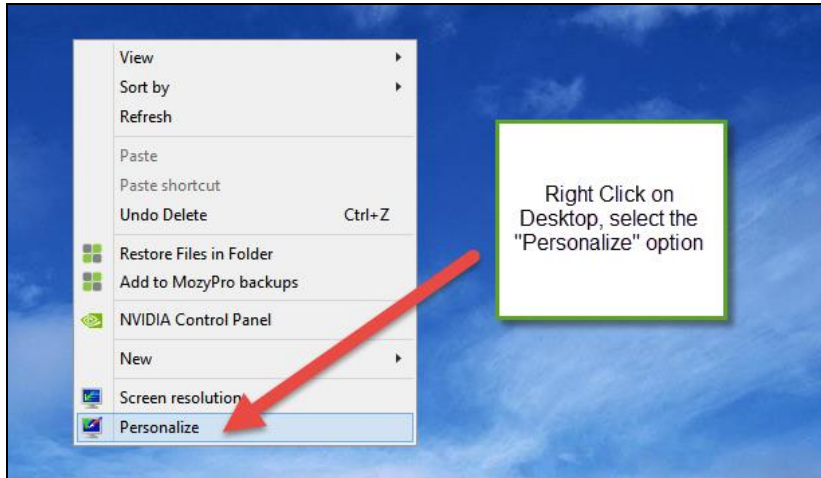 View
Sort by
Refresh
Paste
Paste shortcut
Undo Delete Ctrl+Z
Restore Files in Folder
Add to MozyPro backups
NVIDIA Control Panel
New
Screen resolution
Personalize
Right Click on
Desktop, select the
"Personalize" option